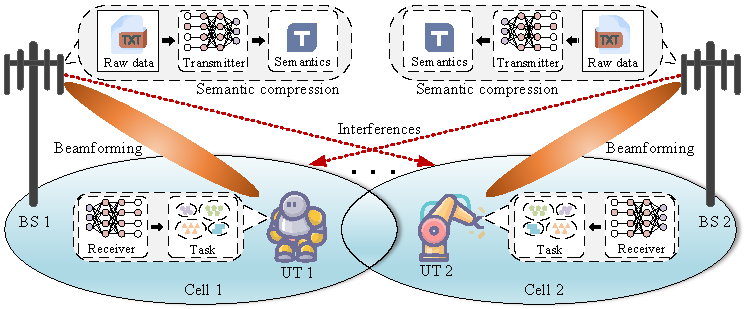 TXT
Raw data
Transmitter
T
Semantics
Semantic compression
T
Semantics
Transmitter
TXT
Raw data
Semantic compression
Interferences
Beamforming
Beamforming
. . .
BS 1
Receiver
Task
UT 1
Cell 1
UT 2
Task
Receiver
BS 2
Cell 2